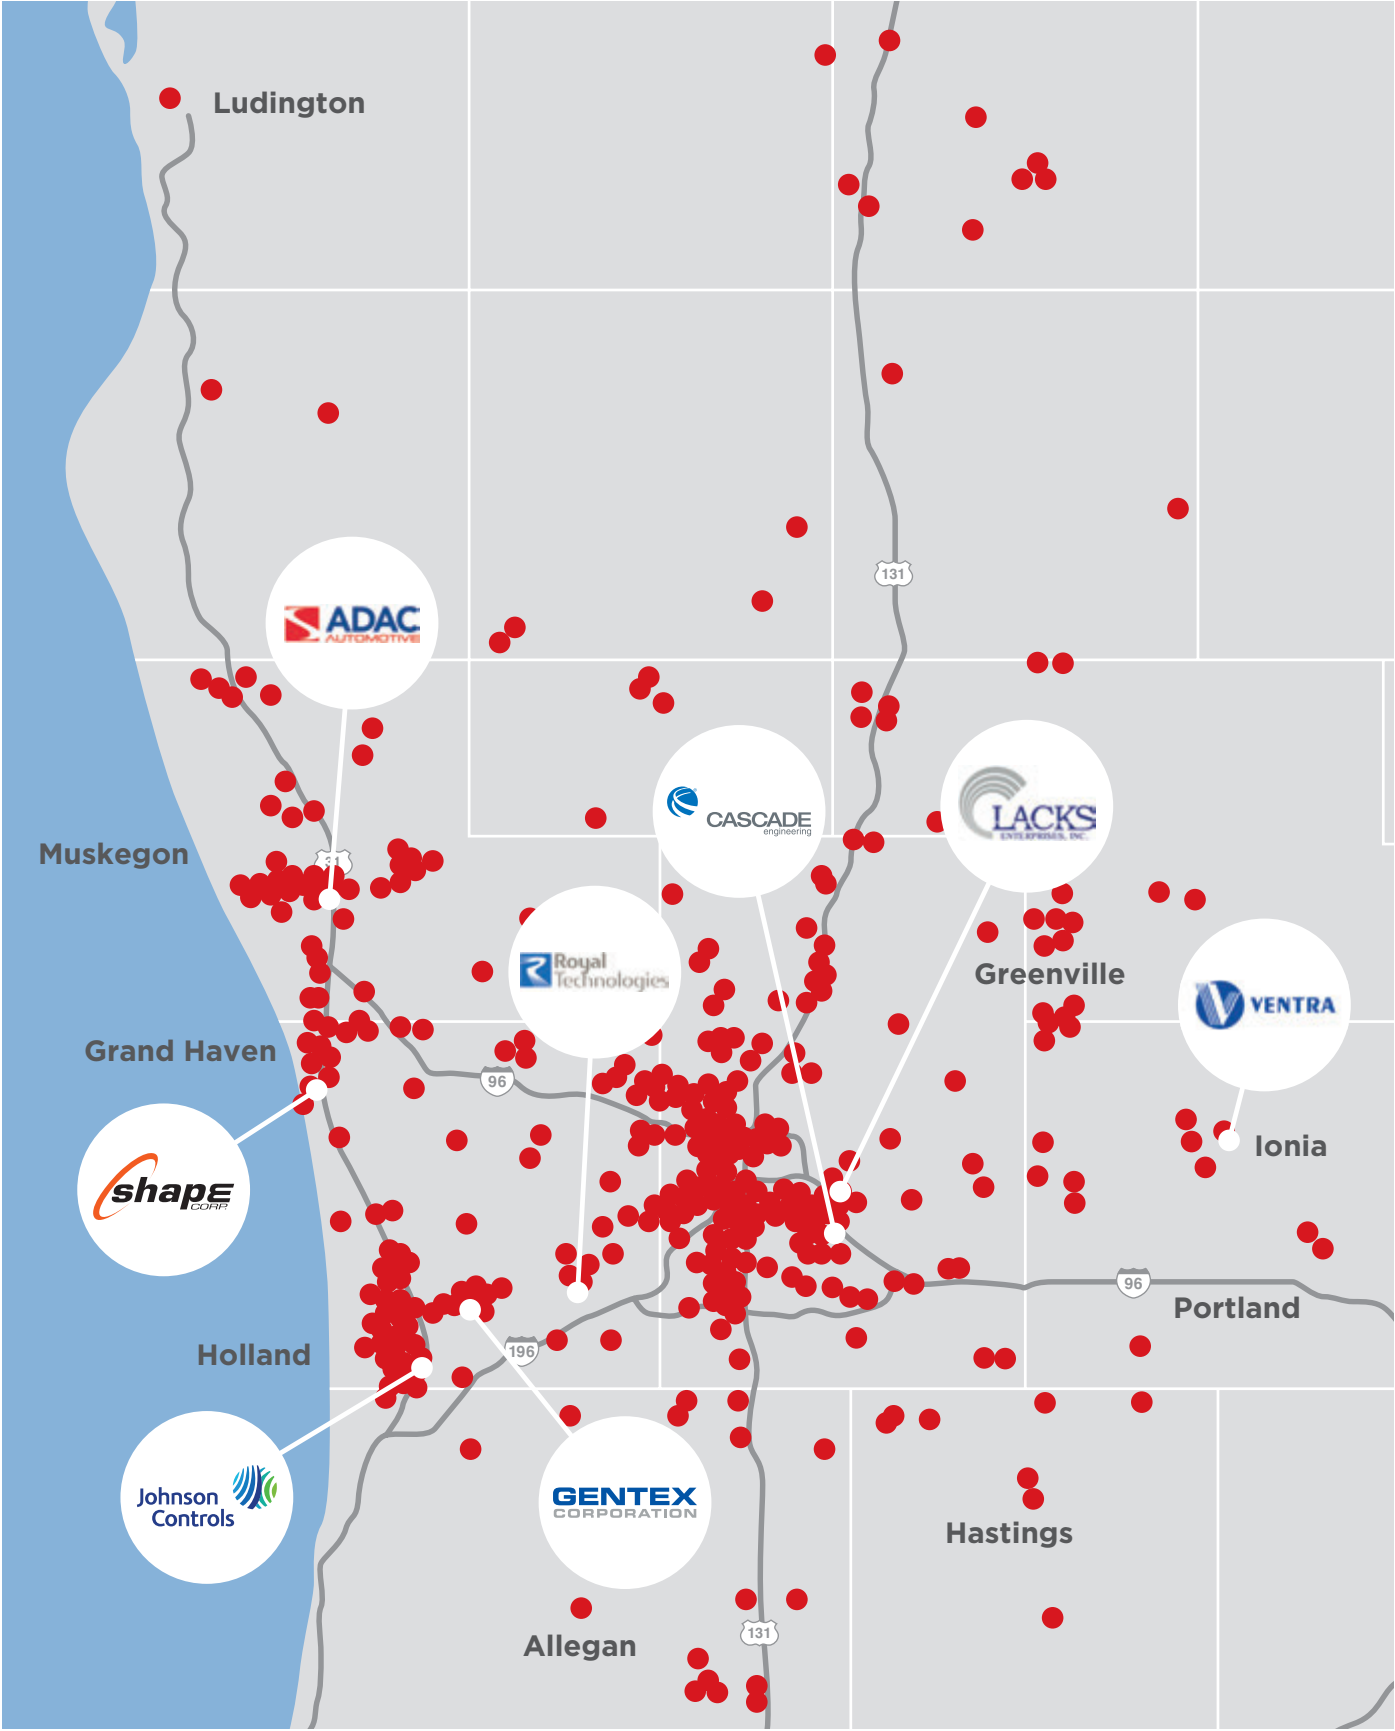 Ludington
131
ADAC
AUTOMOTIVE
CASCADE
engineering
LACKS
ENTERPRISES, INC.
Muskegon
31
Royal
Technologies
Greenville
VENTRA
Grand Haven
96
Ionia
shape
CORP.
96
Portland
Holland
196
Johnson
Controls
GENTEX
CORPORATION
Hastings
Allegan
131